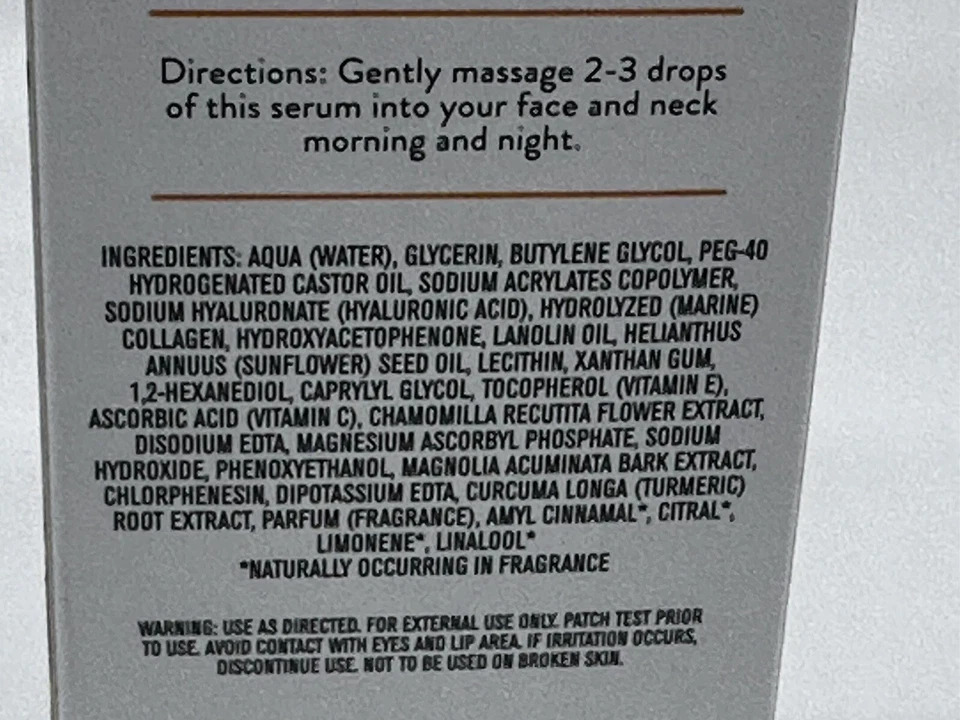 Directions: Gently massage 2-3 drops
of this serum into your face and neck
morning and night.
INGREDIENTS: AQUA (WATER), GLYCERIN, BUTYLENE GLYCOL, PEG-40
HYDROGENATED CASTOR OIL, SODIUM ACRYLATES COPOLYMER,
SODIUM HYALURONATE (HYALURONIC ACID), HYDROLYZED (MARINE)
COLLAGEN, HYDROXYACETOPHENONE, LANOLIN OIL, HELIANTHUS
ANNUUS (SUNFLOWER) SEED OIL, LECITHIN, XANTHAN GUM,
1,2-HEXANEDIOL, CAPRYLYL GLYCOL, TOCOPHEROL (VITAMIN E),
ASCORBIC ACID (VITAMIN C), CHAMOMILLA RECUTITA FLOWER EXTRACT,
DISODIUM EDTA, MAGNESIUM ASCORBYL PHOSPHATE, SODIUM
HYDROXIDE, PHENOXYETHANOL, MAGNOLIA ACUMINATA BARK EXTRACT,
CHLORPHENESIN, DIPOTASSIUM EDTA, CURCUMA LONGA (TURMERIC)
ROOT EXTRACT, PARFUM (FRAGRANCE), AMYL CINNAMAL*, CITRAL*,
LIMONENE*, LINALOOL*
*NATURALLY OCCURRING IN FRAGRANCE
WARNING: USE AS DIRECTED. FOR EXTERNAL USE ONLY. PATCH TEST PRIOR
TO USE. AVOID CONTACT WITH EYES AND LIP AREA. IF IRRITATION OCCURS,
DISCONTINUE USE. NOT TO BE USED ON BROKEN SKIN.